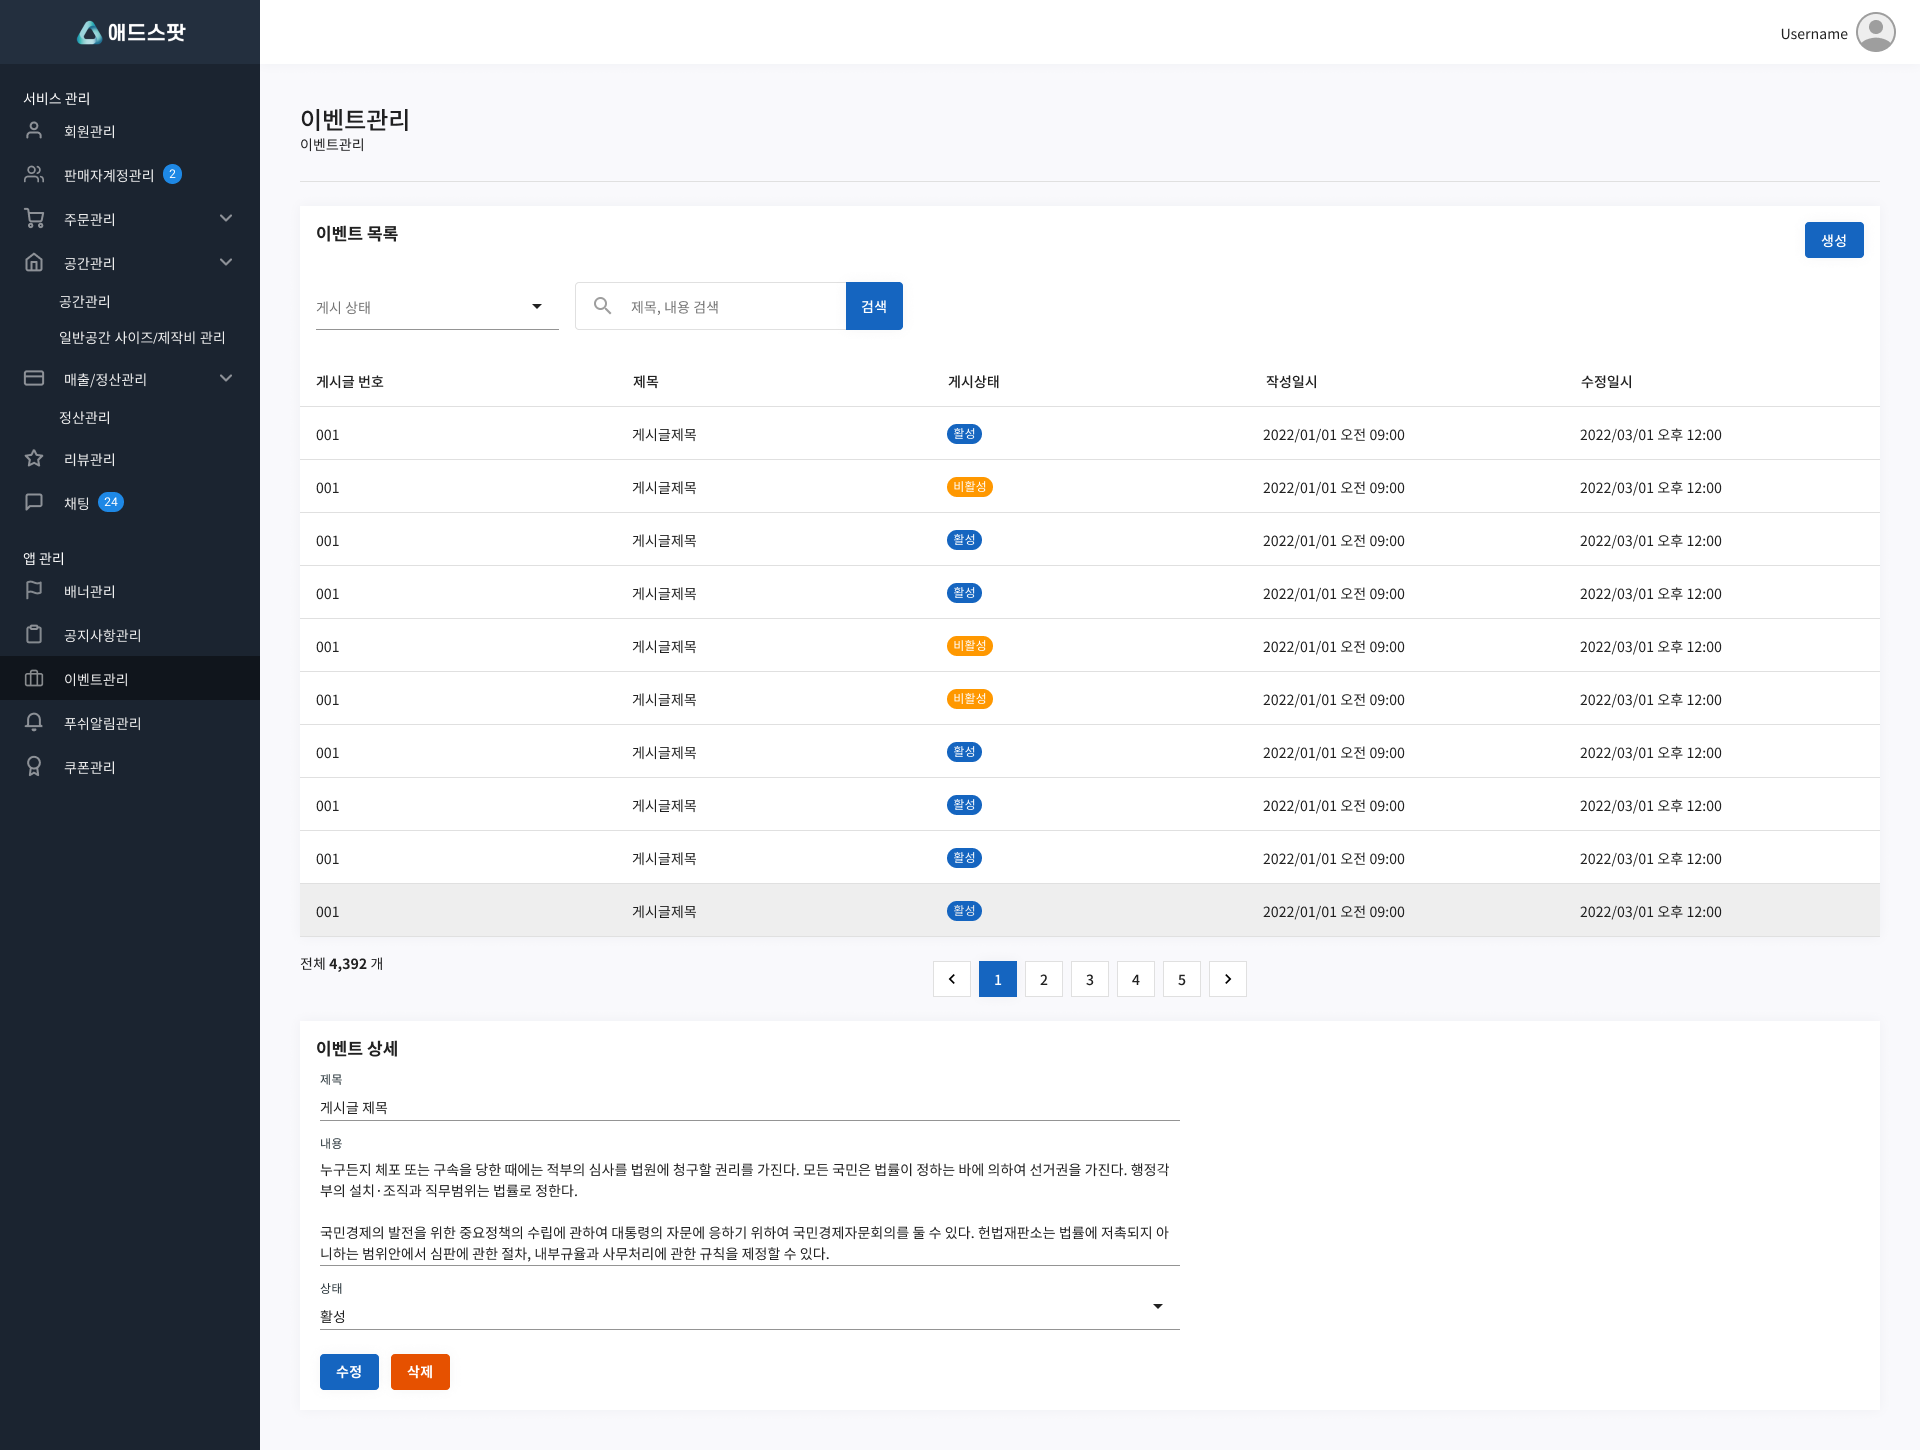 애드스팟
Username
서비스 관리
회원관리
판매자계정관리 2
주문관리
공간관리
공간관리
일반공간 사이즈/제작비 관리
매출/정산관리
정산관리
리뷰관리
채팅 24
앱 관리
배너관리
공지사항관리
이벤트관리
푸쉬알림관리
쿠폰관리
이벤트관리
이벤트관리
이벤트 목록
생성
게시 상태
제목, 내용 검색
검색
게시글 번호 제목 게시상태 작성일시 수정일시
001 게시글제목 활성 2022/01/01 오전 09:00 2022/03/01 오후 12:00
001 게시글제목 비활성 2022/01/01 오전 09:00 2022/03/01 오후 12:00
001 게시글제목 활성 2022/01/01 오전 09:00 2022/03/01 오후 12:00
001 게시글제목 활성 2022/01/01 오전 09:00 2022/03/01 오후 12:00
001 게시글제목 비활성 2022/01/01 오전 09:00 2022/03/01 오후 12:00
001 게시글제목 비활성 2022/01/01 오전 09:00 2022/03/01 오후 12:00
001 게시글제목 활성 2022/01/01 오전 09:00 2022/03/01 오후 12:00
001 게시글제목 활성 2022/01/01 오전 09:00 2022/03/01 오후 12:00
001 게시글제목 활성 2022/01/01 오전 09:00 2022/03/01 오후 12:00
001 게시글제목 활성 2022/01/01 오전 09:00 2022/03/01 오후 12:00
전체 4,392 개
1 2 3 4 5
이벤트 상세
제목
게시글 제목
내용
누구든지 체포 또는 구속을 당한 때에는 적부의 심사를 법원에 청구할 권리를 가진다. 모든 국민은 법률이 정하는 바에 의하여 선거권을 가진다. 행정각
부의 설치·조직과 직무범위는 법률로 정한다.
국민경제의 발전을 위한 중요정책의 수립에 관하여 대통령의 자문에 응하기 위하여 국민경제자문회의를 둘 수 있다. 헌법재판소는 법률에 저촉되지 아
니하는 범위안에서 심판에 관한 절차, 내부규율과 사무처리에 관한 규칙을 제정할 수 있다.
상태
활성
수정 삭제